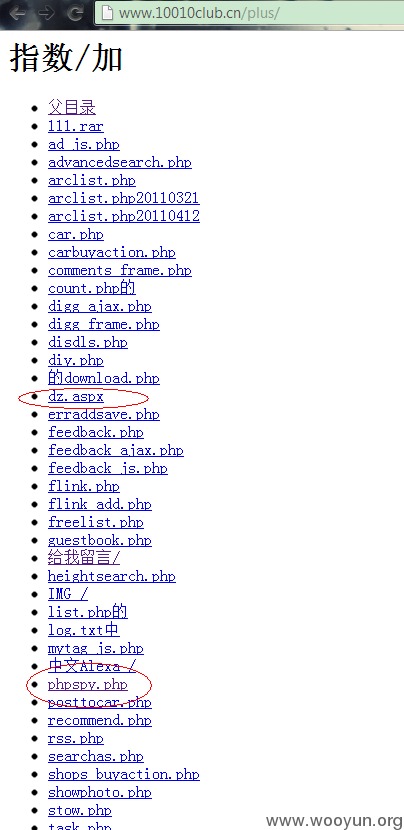 www.10010club.cn/plus/
指数/加
父目录
111.rar
ad_js.php
advancedsearch.php
arclist.php
arclist.php20110321
arclist.php20110412
car.php
carbuyaction.php
comments_frame.php
count.php的
digg_ajax.php
digg_frame.php
disdls.php
diy.php
的download.php
dz.aspx
erraddsave.php
feedback.php
feedback_ajax.php
feedback_js.php
flink.php
flink_add.php
freelist.php
guestbook.php
给我留言/
heightsearch.php
IMG /
list.php的
log.txt中
mytag_js.php
中文Alexa /
phpspy.php
posttocar.php
recommend.php
rss.php
searchas.php
shops_buyaction.php
showphoto.php
stow.php
task.php
www.wooyun.org